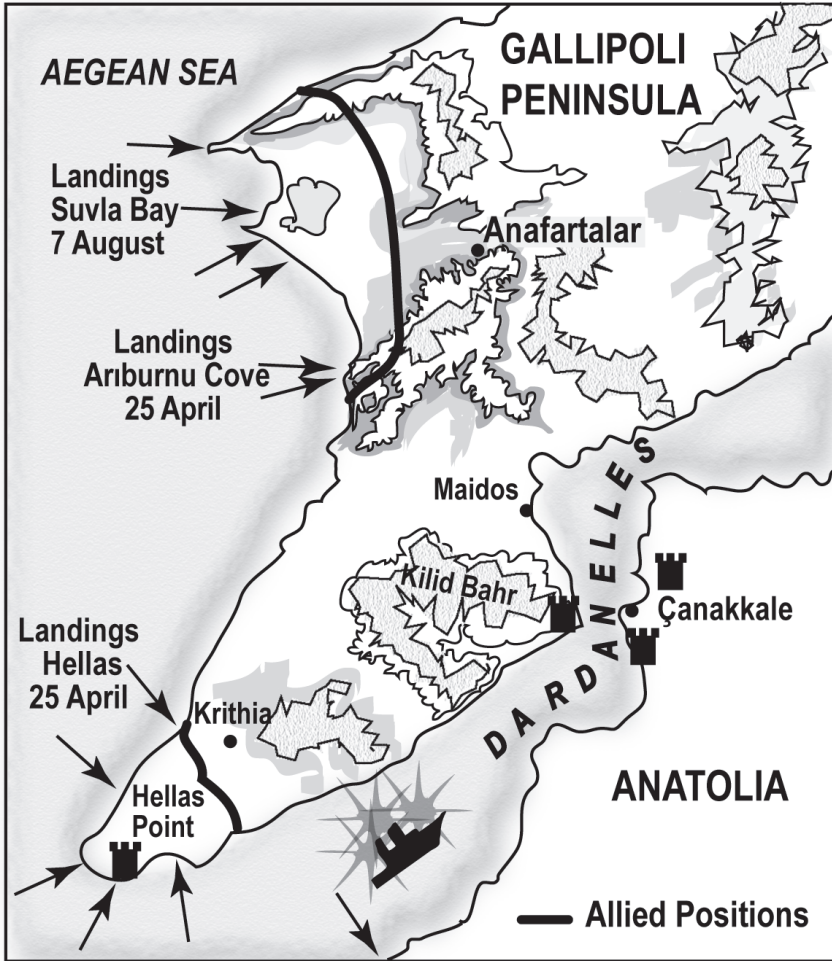 GALLIPOLI
PENINSULA
AEGEAN SEA
Landings
Suvla Bay
7 August
Anafartalar
Landings
Arıburnu Cove
25 April
Maidos
Kilid Bahr
Çanakkale
DARDANELLES
Landings
Hellas
25 April
Krithia
Hellas
Point
ANATOLIA
Allied Positions